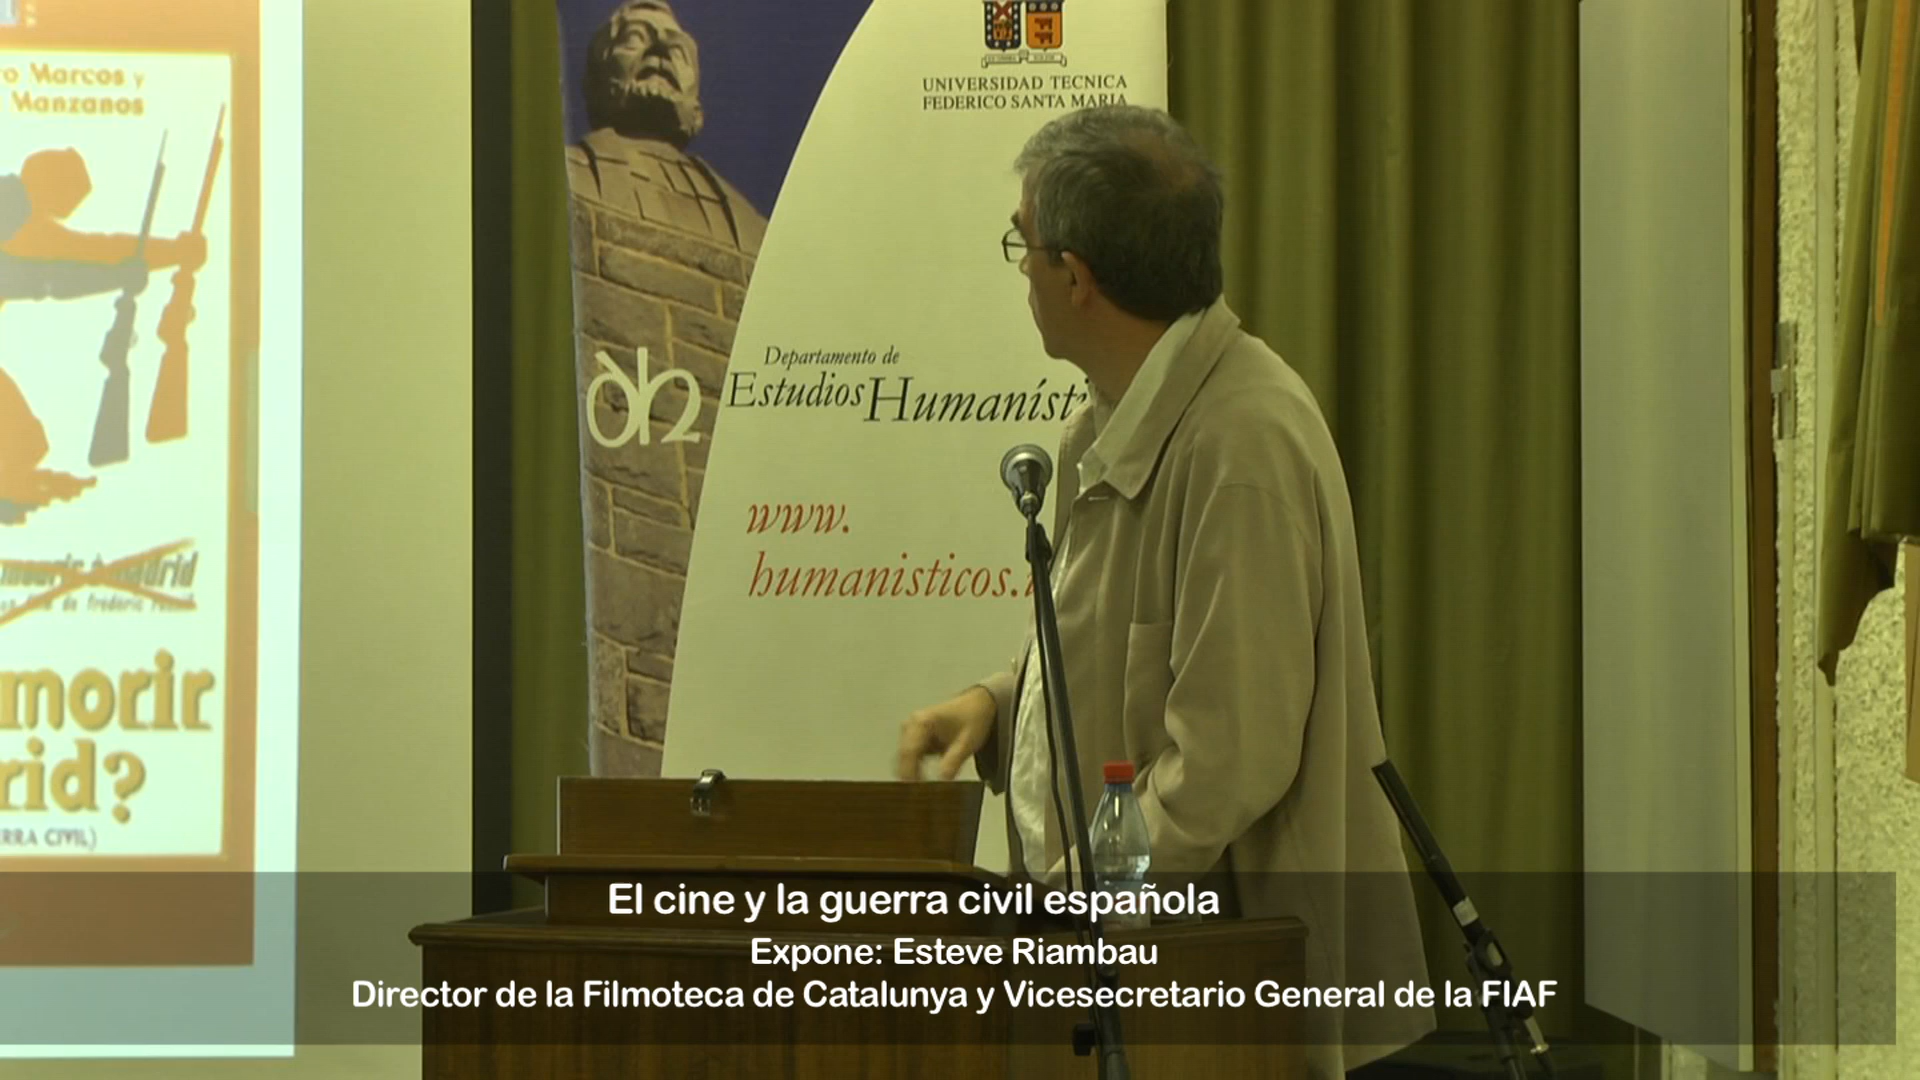 Marcos y
Manzanos
morir
rid?
RRA CIVIL)
UNIVERSIDAD TECNICA
FEDERICO SANTA MARIA
Departamento de
Estudios Humaníst
www.
humanisticos.
El cine y la guerra civil española
Expone: Esteve Riambau
Director de la Filmoteca de Catalunya y Vicesecretario General de la FIAF